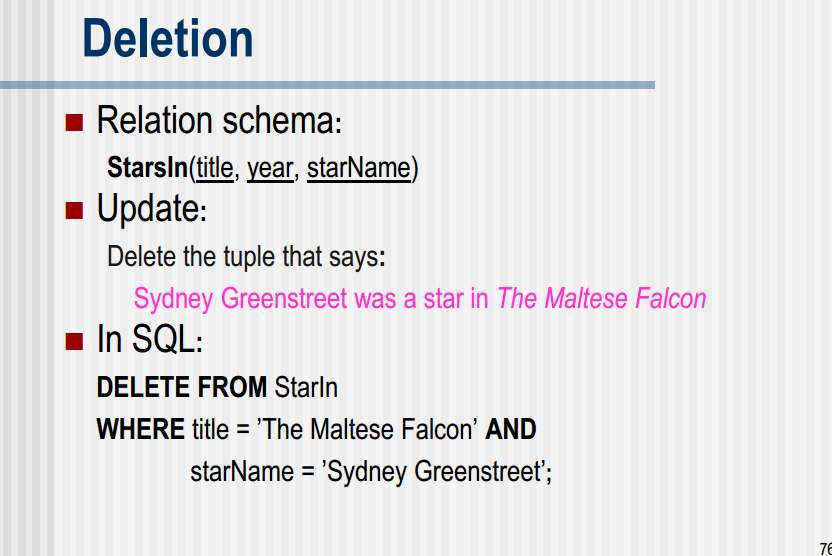 Deletion
Relation schema:
StarsIn(title, year, starName)
Update:
Delete the tuple that says:
Sydney Greenstreet was a star in The Maltese Falcon
In SQL:
DELETE FROM StarIn
WHERE title = ’The Maltese Falcon’ AND
starName = ’Sydney Greenstreet’;
76